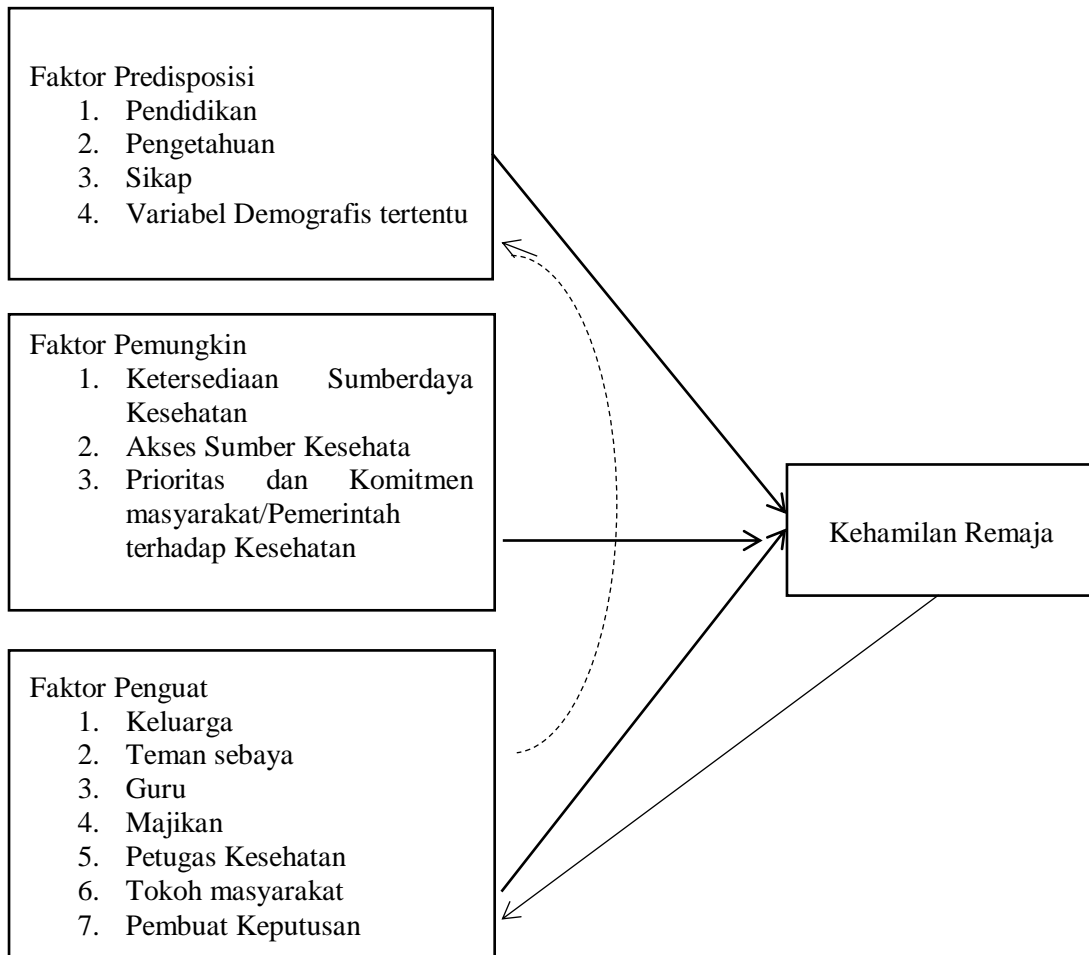 Faktor Predisposisi
1. Pendidikan
2. Pengetahuan
3. Sikap
4. Variabel Demografis tertentu
Faktor Pemungkin
1. Ketersediaan Sumberdaya
Kesehatan
2. Akses Sumber Kesehata
3. Prioritas dan Komitmen
masyarakat/Pemerintah
terhadap Kesehatan
Kehamilan Remaja
Faktor Penguat
1. Keluarga
2. Teman sebaya
3. Guru
4. Majikan
5. Petugas Kesehatan
6. Tokoh masyarakat
7. Pembuat Keputusan